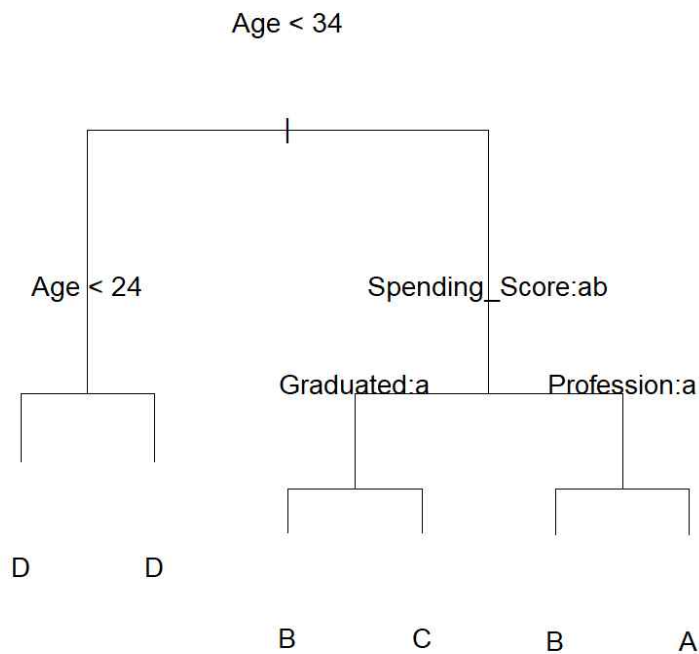 Age < 34
Age < 24
Spending_Score:ab
Graduated:a
Profession:a
D
D
B
C
B
A